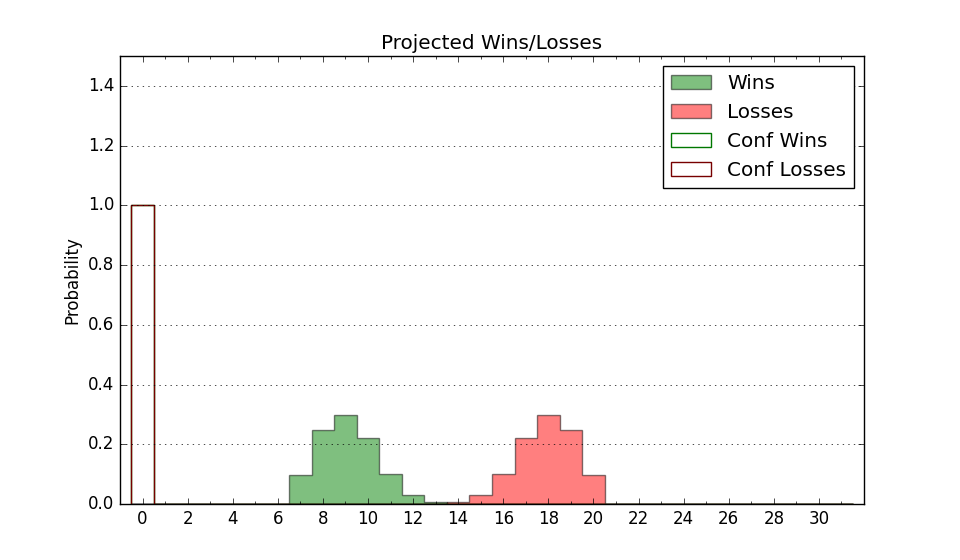 Projected Wins/Losses
1.4
1.2
1.0
0.8
0.6
0.4
0.2
0.0
Probability
Wins
Losses
Conf Wins
Conf Losses
0 2 4 6 8 10 12 14 16 18 20 22 24 26 28 30